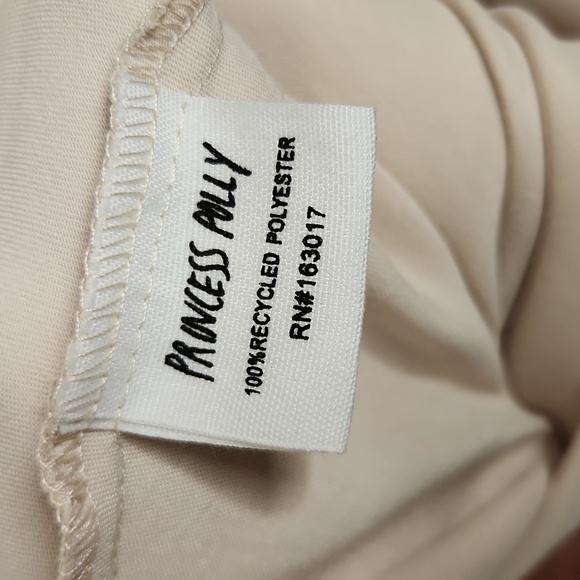 PRINCESS POLLY
100%RECYCLED POLYESTER
RN#163017